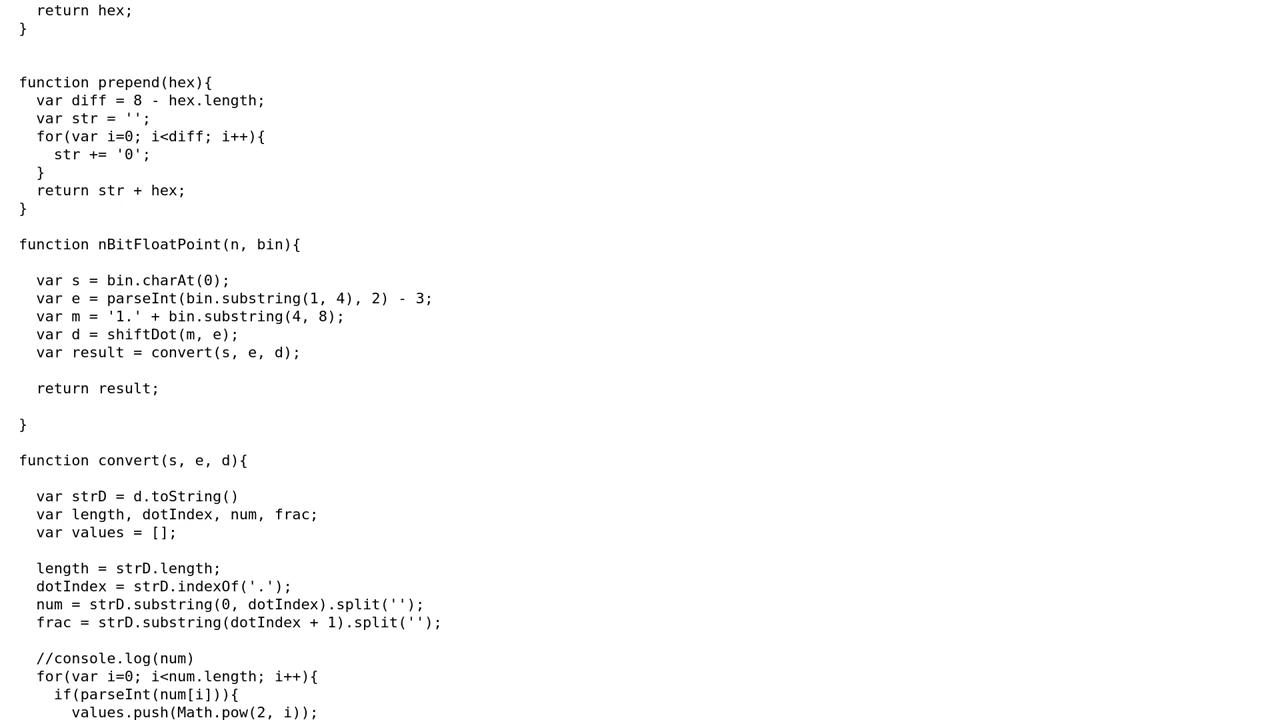 return hex;
}
function prepend(hex){
  var diff = 8 - hex.length;
  var str = '';
  for(var i=0; i<diff; i++){
    str += '0';
  }
  return str + hex;
}
function nBitFloatPoint(n, bin){
  var s = bin.charAt(0);
  var e = parseInt(bin.substring(1, 4), 2) - 3;
  var m = '1.' + bin.substring(4, 8);
  var d = shiftDot(m, e);
  var result = convert(s, e, d);
  return result;
}
function convert(s, e, d){
  var strD = d.toString()
  var length, dotIndex, num, frac;
  var values = [];
  length = strD.length;
  dotIndex = strD.indexOf('.');
  num = strD.substring(0, dotIndex).split('');
  frac = strD.substring(dotIndex + 1).split('');
  //console.log(num)
  for(var i=0; i<num.length; i++){
    if(parseInt(num[i])){
      values.push(Math.pow(2, i));